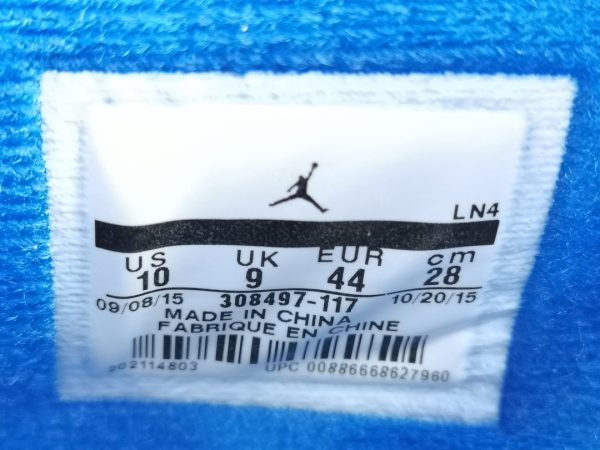 LN4
US UK EUR cm
10 9 44 28
09/08/15 308497-117 10/20/15
MADE IN CHINA
FABRIQUE EN CHINE
002114803 UPC 00886668627960